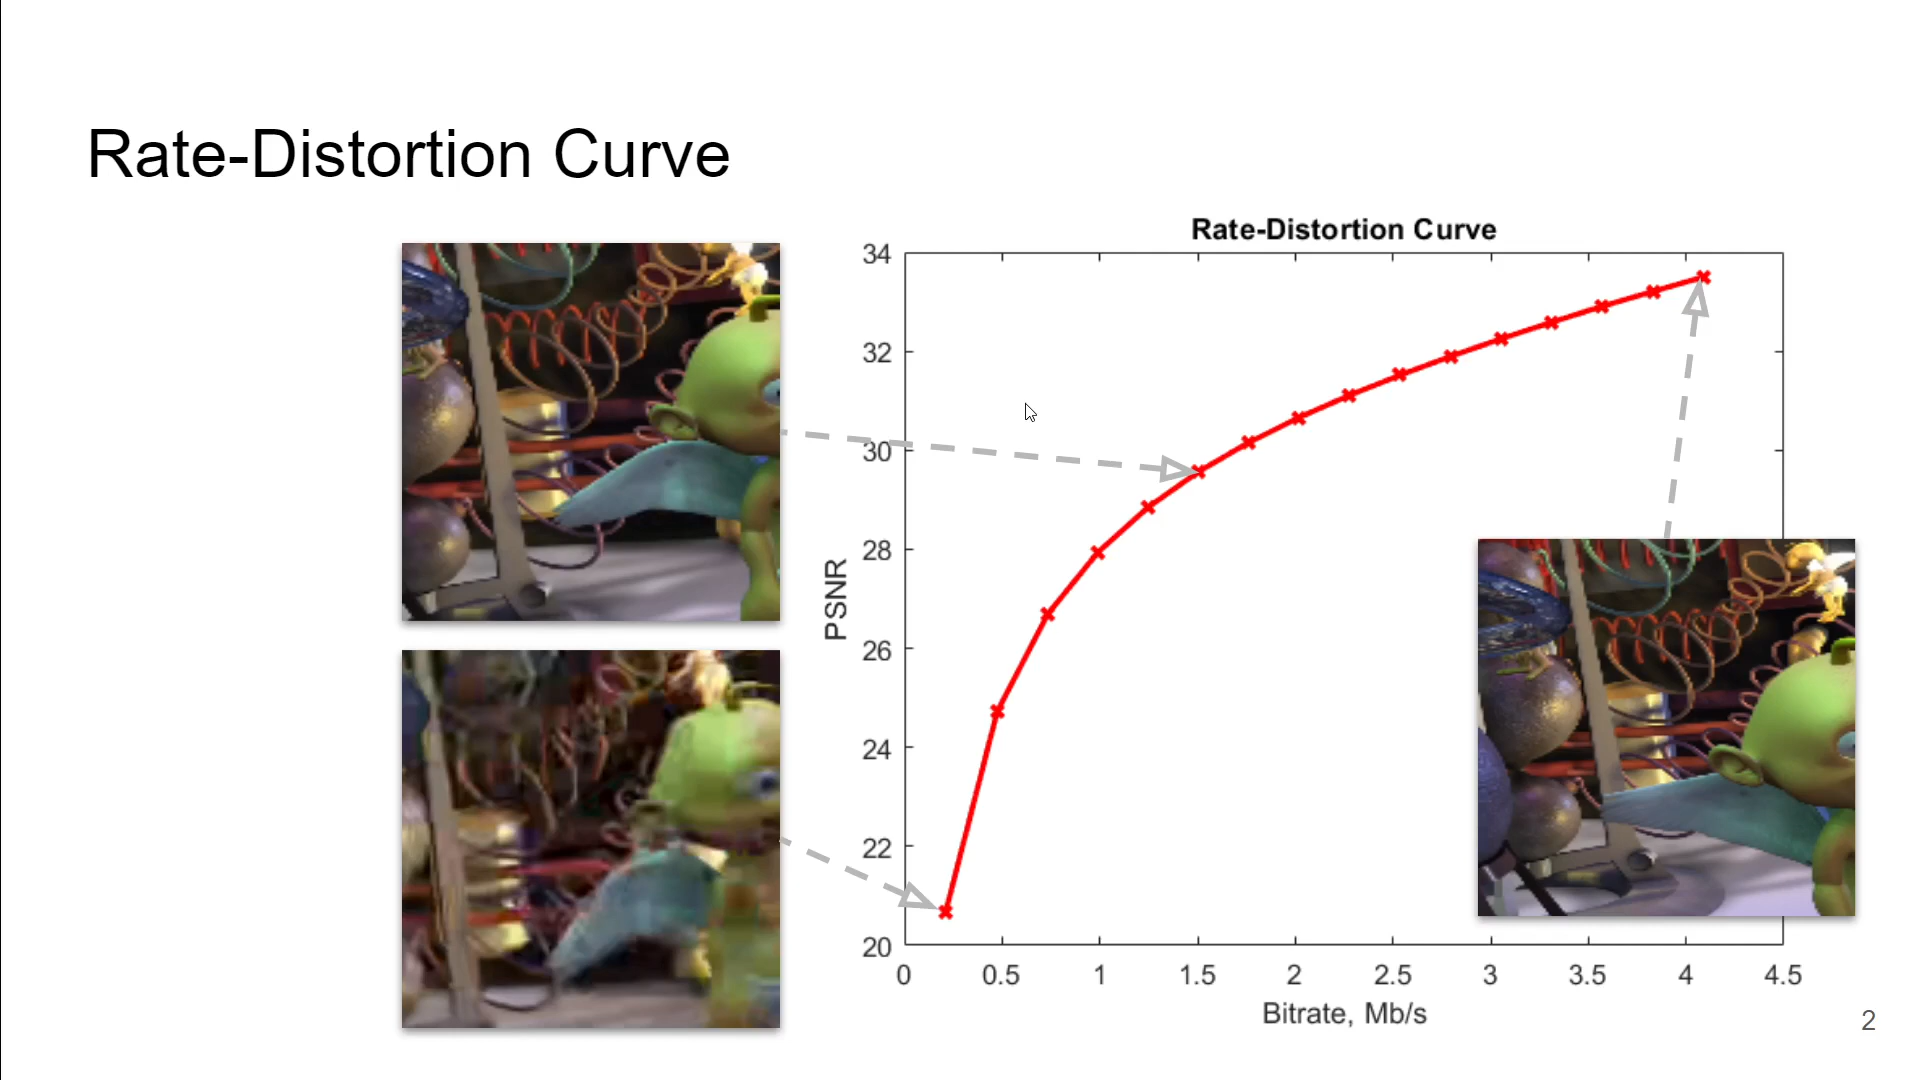 Rate-Distortion Curve
Rate-Distortion Curve
34
32
30
28
26
24
22
20
PSNR
0 0.5 1 1.5 2 2.5 3 3.5 4 4.5
Bitrate, Mb/s
2